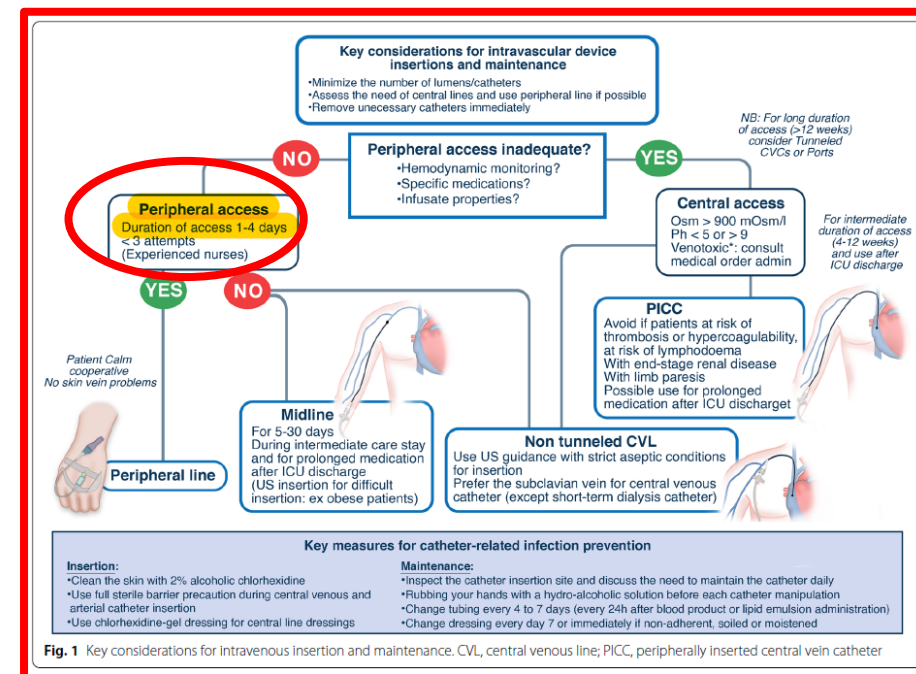 Key considerations for intravascular device
insertions and maintenance
•Minimize the number of lumens/catheters
•Assess the need of central lines and use peripheral line if possible
•Remove unecessary catheters immediately
NB: For long duration
of access (>12 weeks)
consider Tunneled
CVCs or Ports
NO
Peripheral access inadequate?
•Hemodynamic monitoring?
•Specific medications?
•Infusate properties?
YES
Peripheral access
Duration of access 1-4 days
< 3 attempts
(Experienced nurses)
Central access
Osm > 900 mOsm/l
Ph < 5 or > 9
Venotoxic*: consult
medical order admin
For intermediate
duration of access
(4-12 weeks)
and use after
ICU discharge
YES
NO
PICC
Avoid if patients at risk of
thrombosis or hypercoagulability,
at risk of lymphodoema
With end-stage renal disease
With limb paresis
Possible use for prolonged
medication after ICU discharget
Patient Calm
cooperative
No skin vein problems
Peripheral line
Midline
For 5-30 days
During intermediate care stay
and for prolonged medication
after ICU discharge
(US insertion for difficult
insertion: ex obese patients)
Non tunneled CVL
Use US guidance with strict aseptic conditions
for insertion
Prefer the subclavian vein for central venous
catheter (except short-term dialysis catheter)
Key measures for catheter-related infection prevention
Insertion:
•Clean the skin with 2% alcoholic chlorhexidine
•Use full sterile barrier precaution during central venous and
arterial catheter insertion
•Use chlorhexidine-gel dressing for central line dressings
Maintenance:
•Inspect the catheter insertion site and discuss the need to maintain the catheter daily
•Rubbing your hands with a hydro-alcoholic solution before each catheter manipulation
•Change tubing every 4 to 7 days (every 24h after blood product or lipid emulsion administration)
•Change dressing every day 7 or immediately if non-adherent, soiled or moistened
Fig. 1 Key considerations for intravenous insertion and maintenance. CVL, central venous line; PICC, peripherally inserted central vein catheter